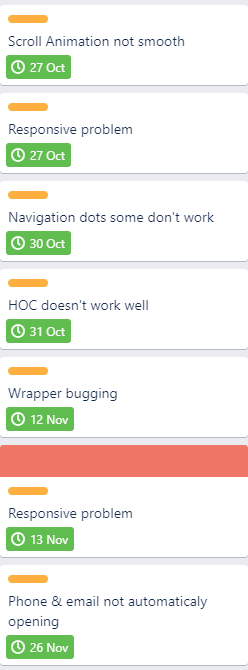 Scroll Animation not smooth
27 Oct
Responsive problem
27 Oct
Navigation dots some don't work
30 Oct
HOC doesn't work well
31 Oct
Wrapper bugging
12 Nov
Responsive problem
13 Nov
Phone & email not automaticaly
opening
26 Nov